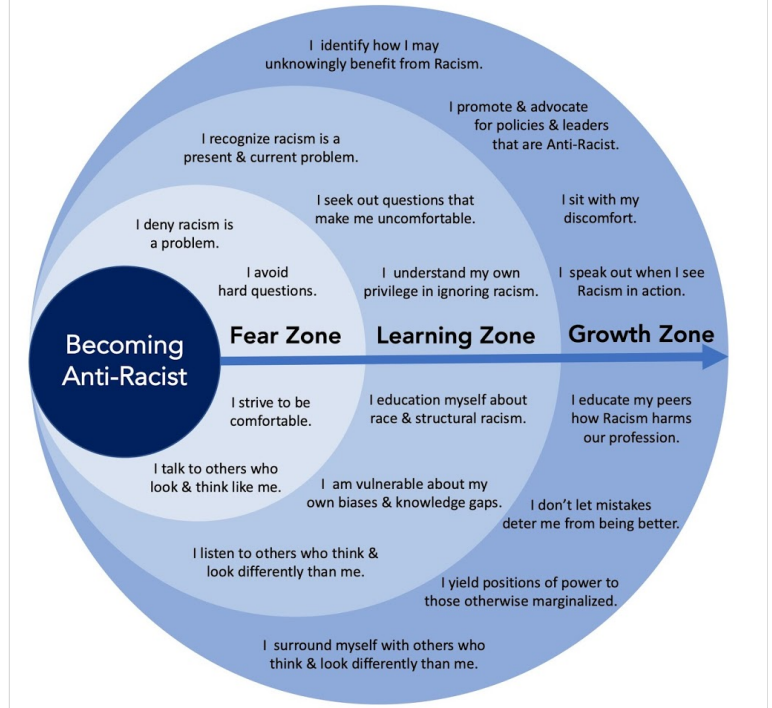 I identify how I may
unknowingly benefit from Racism.
I promote & advocate
for policies & leaders
that are Anti-Racist.
I recognize racism is a
present & current problem.
I seek out questions that
make me uncomfortable.
I sit with my
discomfort.
I deny racism is
a problem.
I avoid
hard questions.
I understand my own
privilege in ignoring racism.
I speak out when I see
Racism in action.
Becoming
Anti-Racist
Fear Zone
Learning Zone
Growth Zone
I strive to be
comfortable.
I education myself about
race & structural racism.
I educate my peers
how Racism harms
our profession.
I talk to others who
look & think like me.
I am vulnerable about my
own biases & knowledge gaps.
I don't let mistakes
deter me from being better.
I listen to others who think &
look differently than me.
I yield positions of power to
those otherwise marginalized.
I surround myself with others who
think & look differently than me.